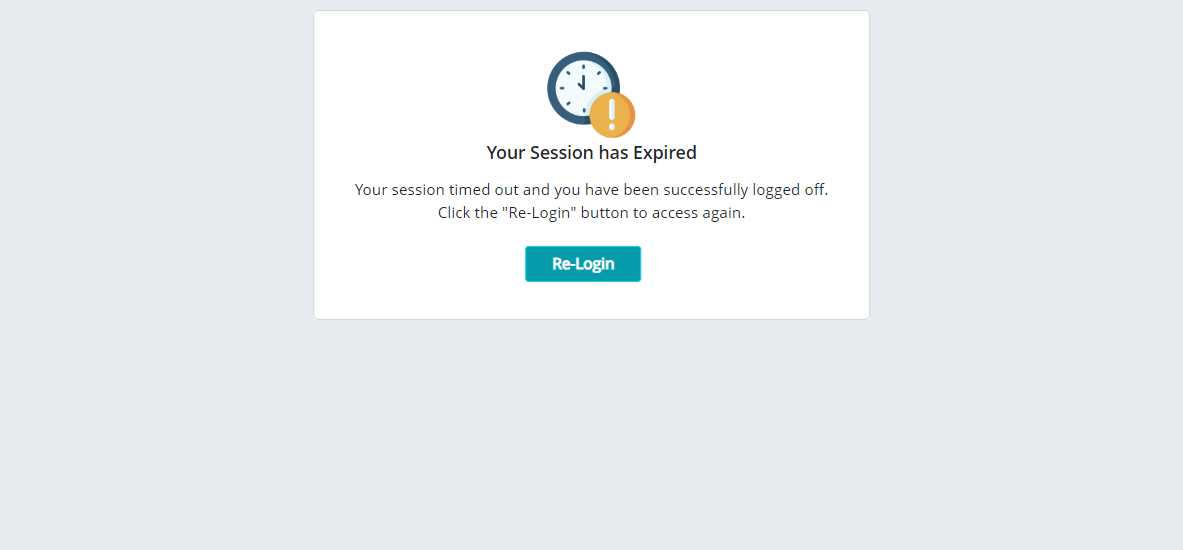 Your Session has Expired
Your session timed out and you have been successfully logged off.
Click the "Re-Login" button to access again.
Re-Login